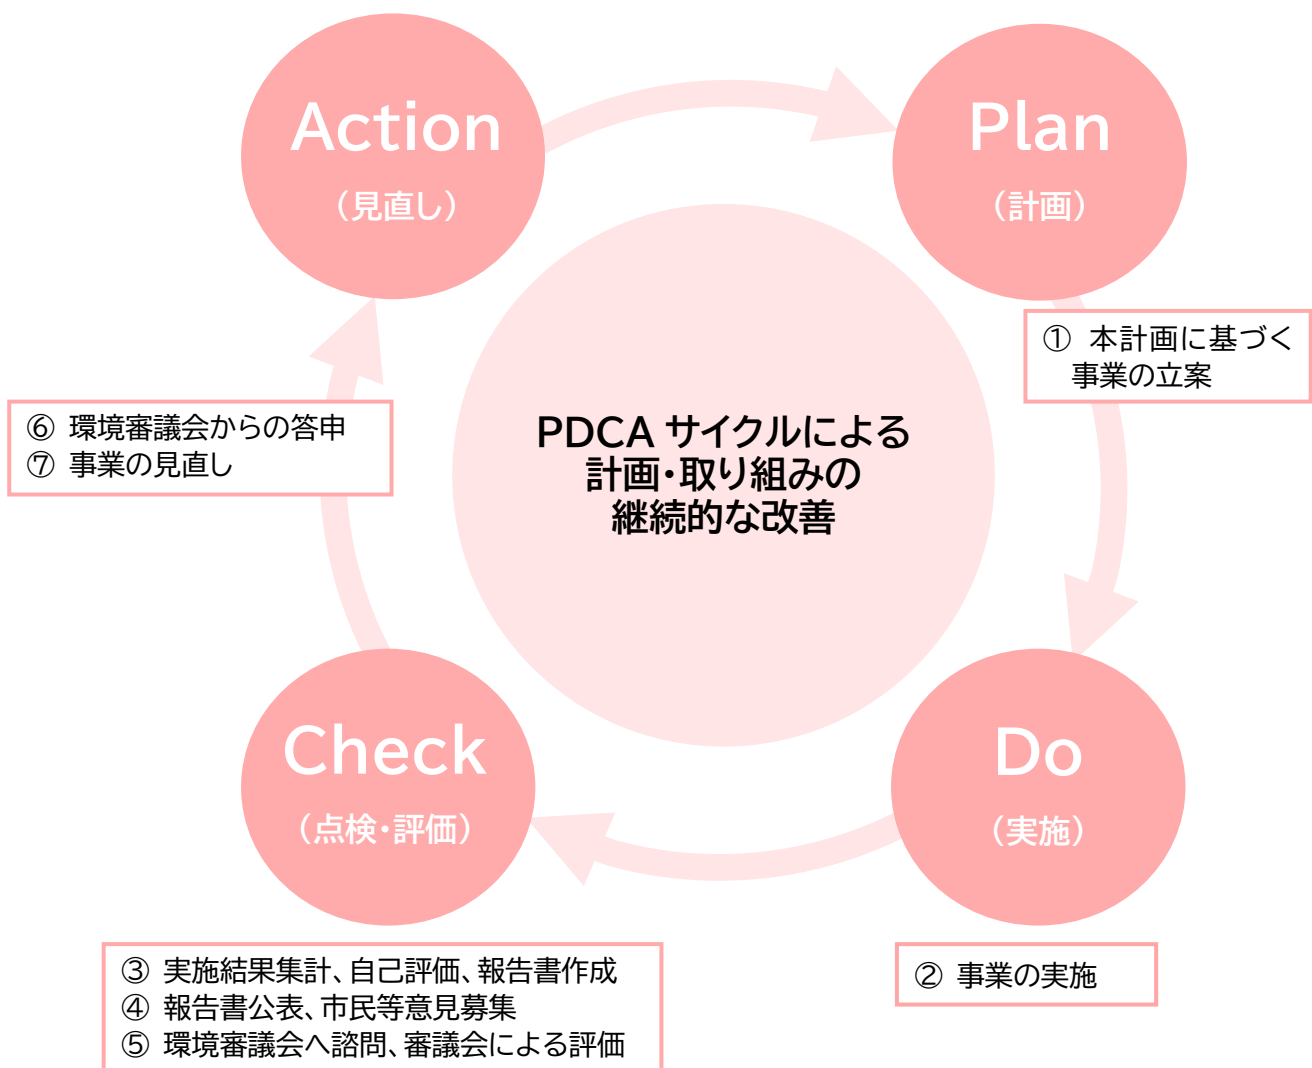 Action
（見直し）
Plan
（計画）
① 本計画に基づく
事業の立案
⑥ 環境審議会からの答申
⑦ 事業の見直し
PDCA サイクルによる
計画・取り組みの
継続的な改善
Check
（点検・評価）
Do
（実施）
③ 実施結果集計、自己評価、報告書作成
④ 報告書公表、市民等意見募集
⑤ 環境審議会へ諮問、審議会による評価
② 事業の実施